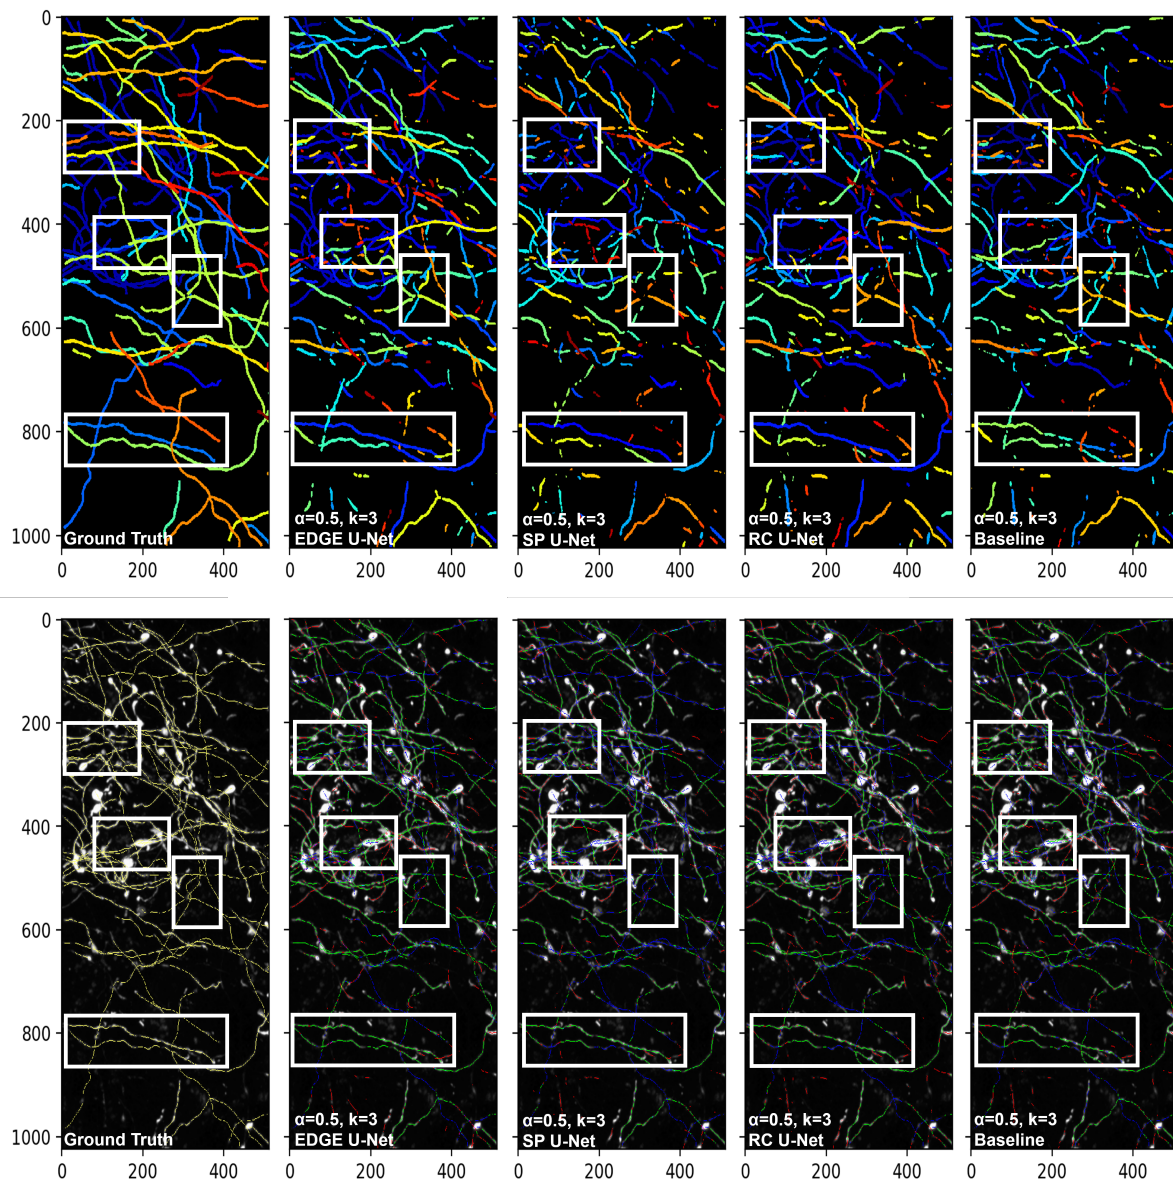 0
200
400
600
800
1000
Ground Truth
α=0.5, k=3
EDGE U-Net
α=0.5, k=3
SP U-Net
α=0.5, k=3
RC U-Net
α=0.5, k=3
Baseline
0 200 400 0 200 400 0 200 400 0 200 400 0 200 400
0
200
400
600
800
1000
Ground Truth
α=0.5, k=3
EDGE U-Net
α=0.5, k=3
SP U-Net
α=0.5, k=3
RC U-Net
α=0.5, k=3
Baseline
0 200 400 0 200 400 0 200 400 0 200 400 0 200 400